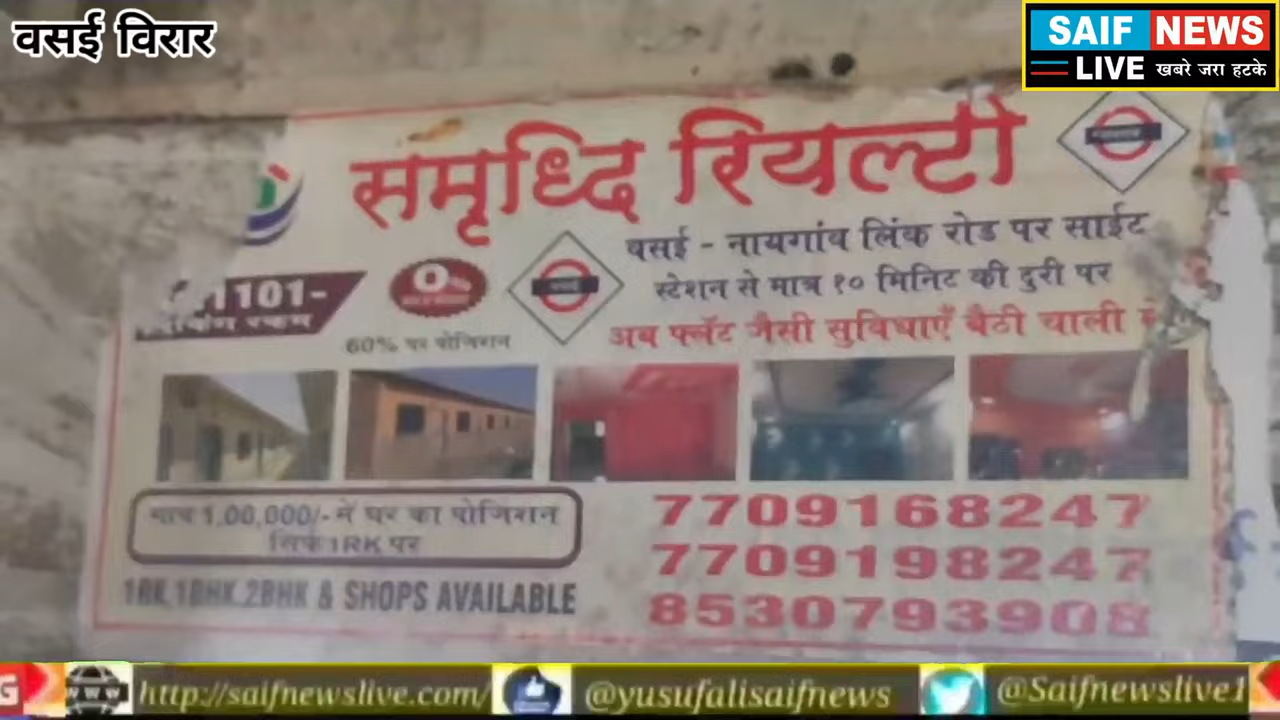 वसई विरार
SAIF NEWS
LIVE खबरे जरा हटके
समृध्दि रियल्टी
वसई - नायगांव लिंक रोड पर साईट
स्टेशन से मात्र १० मिनिट की दुरी पर
अब फ्लॅट जैसी सुविधाएँ बैठी चाली में
1101-
0%
60% पर पोजिशन
मात्र 1,00,000/- में घर का पोजिशन
सिर्फ 1RK पर
1RK, 1BHK, 2BHK & SHOPS AVAILABLE
7709168247
7709198247
8530793908
G
www
http://saifnewslive.com/
@yusufalisaifnews
@Saifnewslive1